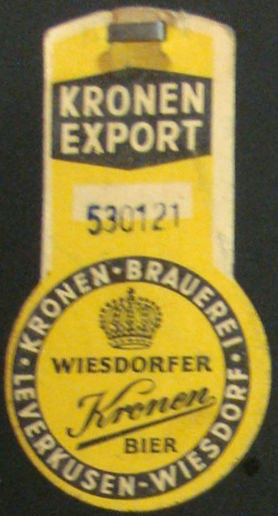 KRONEN
EXPORT
530121
KRONEN-BRAUEREI
WIESDORFER
Kronen
BIER
LEVERKUSEN-WIESDORF